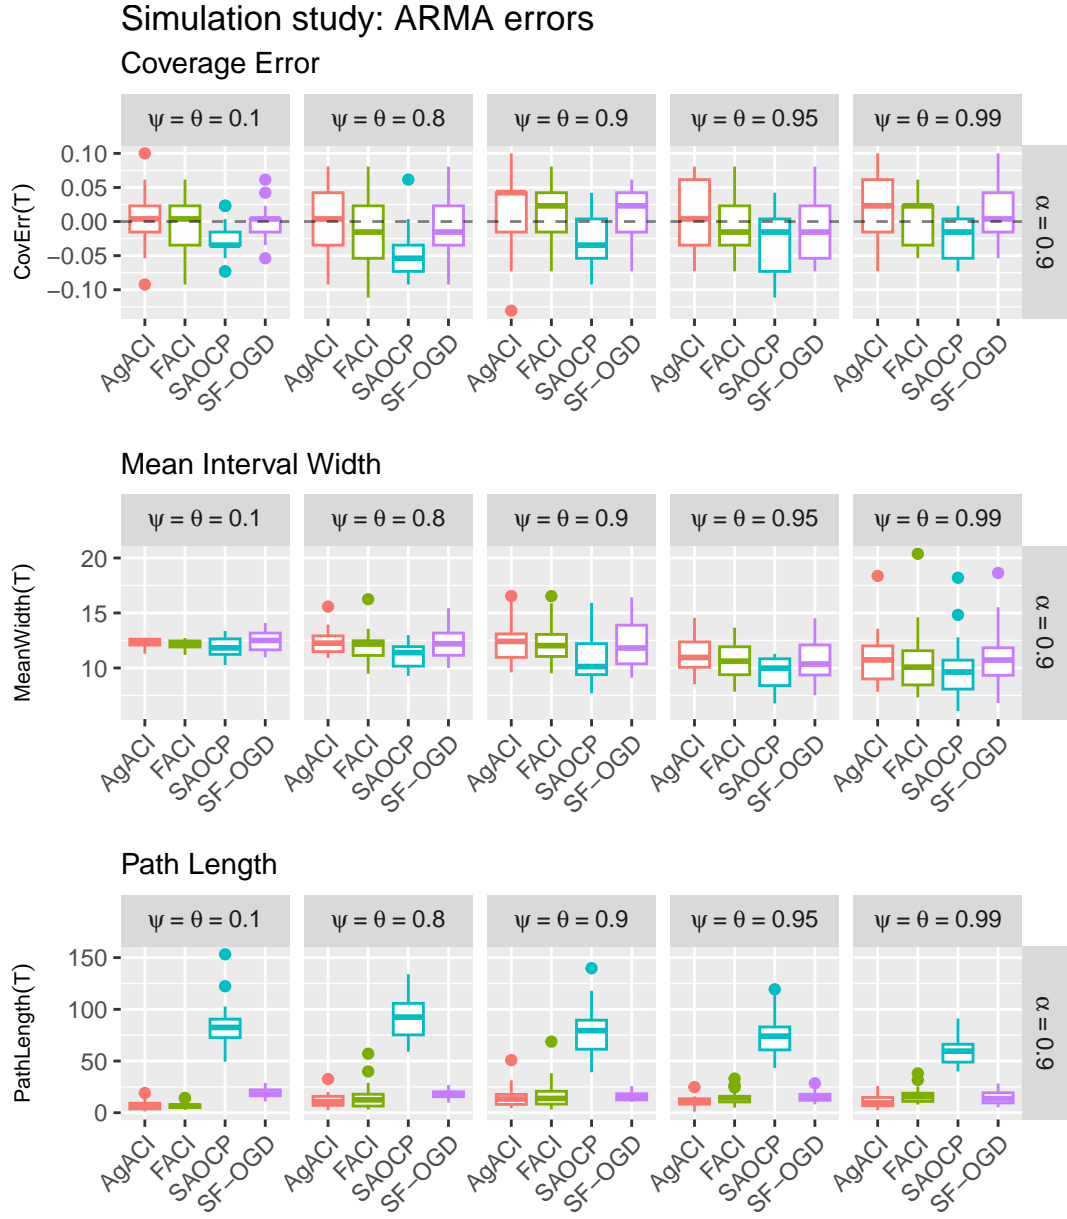 Simulation study: ARMA errors
Coverage Error
ψ = θ = 0.1 ψ = θ = 0.8 ψ = θ = 0.9 ψ = θ = 0.95 ψ = θ = 0.99
CovErr(T)
0.10
0.05
0.00
−0.05
−0.10
α = 0.9
AgACI FACI SAOCP SF−OGD AgACI FACI SAOCP SF−OGD AgACI FACI SAOCP SF−OGD AgACI FACI SAOCP SF−OGD AgACI FACI SAOCP SF−OGD
Mean Interval Width
ψ = θ = 0.1 ψ = θ = 0.8 ψ = θ = 0.9 ψ = θ = 0.95 ψ = θ = 0.99
MeanWidth(T)
20
15
10
α = 0.9
AgACI FACI SAOCP SF−OGD AgACI FACI SAOCP SF−OGD AgACI FACI SAOCP SF−OGD AgACI FACI SAOCP SF−OGD AgACI FACI SAOCP SF−OGD
Path Length
ψ = θ = 0.1 ψ = θ = 0.8 ψ = θ = 0.9 ψ = θ = 0.95 ψ = θ = 0.99
PathLength(T)
150
100
50
0
α = 0.9
AgACI FACI SAOCP SF−OGD AgACI FACI SAOCP SF−OGD AgACI FACI SAOCP SF−OGD AgACI FACI SAOCP SF−OGD AgACI FACI SAOCP SF−OGD